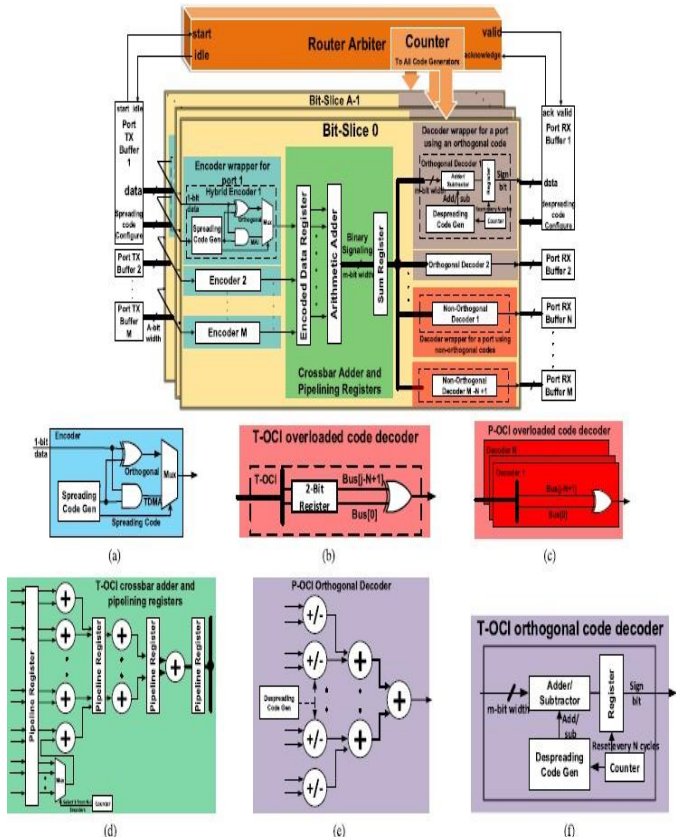 start
idle
Router Arbiter
Counter
To All Code Generators
valid
acknowledge
Bit-Slice A-1
Bit-Slice 0
start idle
Port
TX
Buffer
1
data
Spreading
code
Configure
Port TX
Buffer 2
Port TX
Buffer
M
A-bit
width
Encoder wrapper for
port 1
Hybrid Encoder 1
1-bit
data
Orthogonal
Spreading
Code Gen
Mux
Encoder 2
Encoder M
Encoded Data Register
Arithmetic Adder
Binary
Signaling
m-bit width
Sum Register
Crossbar Adder and
Pipelining Registers
Decoder wrapper for a port
using an orthogonal code
Orthogonal Decoder 1
m-bit width
Adder/
Subtractor
Add/ sub
Register
Sign
bit
Despreading
Code Gen
Counter
Orthogonal Decoder 2
Non-Orthogonal
Decoder 1
Decoder wrapper for a port using
non-orthogonal codes
Non-Orthogonal
Decoder M -N +1
ack valid
Port RX
Buffer 1
data
despreading
code
Configure
Port RX
Buffer 2
Port RX
Buffer N
Port RX
Buffer M
Encoder
1-bit
data
Orthogonal
Mux
Spreading
Code Gen
TDMA
Spreading Code
(a)
T-OCI overloaded code decoder
T-OCI
2-Bit
Register
Bus[j-N+1]
Bus[0]
(b)
P-OCI overloaded code decoder
Decoder M
Decoder 1
Bus[j-N+1]
Bus[0]
(c)
T-OCI crossbar adder and
pipelining registers
Pipeline Register
+
+
+
+
Pipeline Register
+
+
Pipeline Register
+
Pipeline Register
Mux
Counter
(d)
P-OCI Orthogonal Decoder
+/-
+/-
Despreading
Code Gen
+/-
+/-
+
+
+
(e)
T-OCI orthogonal code decoder
m-bit width
Adder/
Subtractor
Add/
sub
Register
Sign
bit
Reset every N cycles
Despreading
Code Gen
Counter
(f)